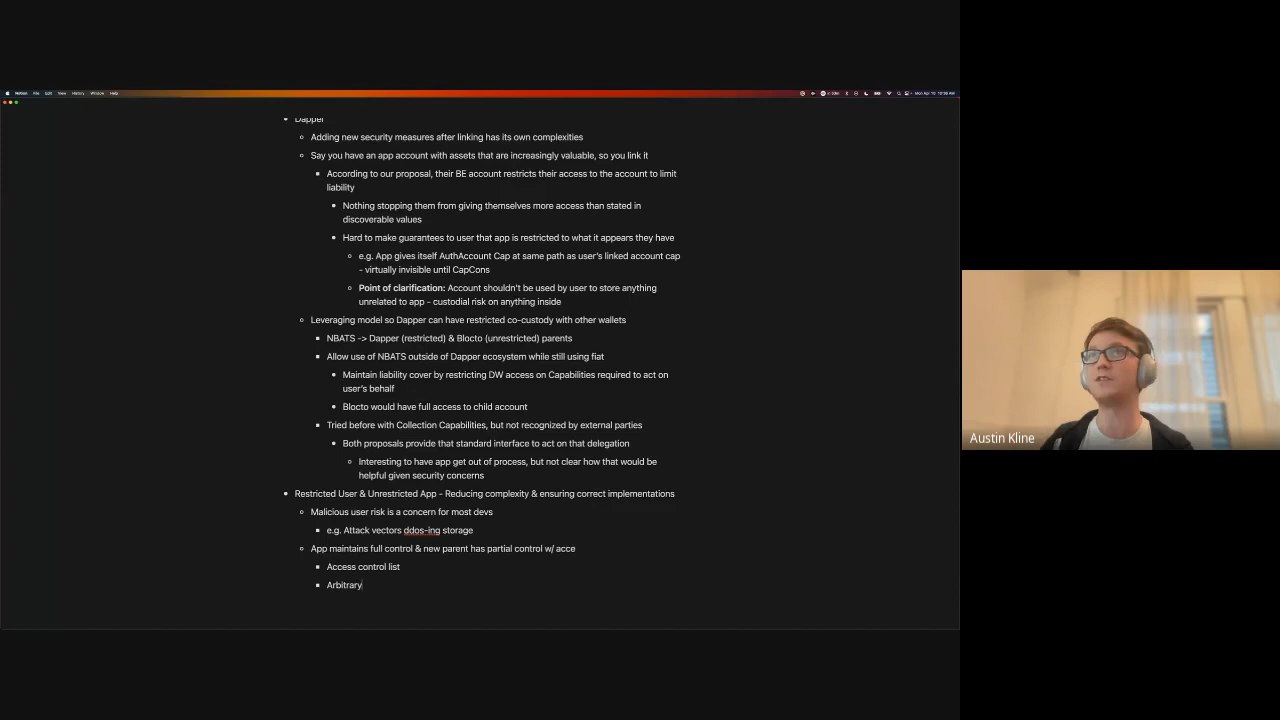 Notion File Edit View History Window Help
Dapper
Adding new security measures after linking has its own complexities
Say you have an app account with assets that are increasingly valuable, so you link it
According to our proposal, their BE account restricts their access to the account to limit
liability
Nothing stopping them from giving themselves more access than stated in
discoverable values
Hard to make guarantees to user that app is restricted to what it appears they have
e.g. App gives itself AuthAccount Cap at same path as user's linked account cap
- virtually invisible until CapCons
Point of clarification: Account shouldn't be used by user to store anything
unrelated to app - custodial risk on anything inside
Leveraging model so Dapper can have restricted co-custody with other wallets
NBATS -> Dapper (restricted) & Blocto (unrestricted) parents
Allow use of NBATS outside of Dapper ecosystem while still using fiat
Maintain liability cover by restricting DW access on Capabilities required to act on
user's behalf
Blocto would have full access to child account
Tried before with Collection Capabilities, but not recognized by external parties
Both proposals provide that standard interface to act on that delegation
Interesting to have app get out of process, but not clear how that would be
helpful given security concerns
Restricted User & Unrestricted App - Reducing complexity & ensuring correct implementations
Malicious user risk is a concern for most devs
e.g. Attack vectors ddos-ing storage
App maintains full control & new parent has partial control w/ acce
Access control list
Arbitrary
Austin Kline